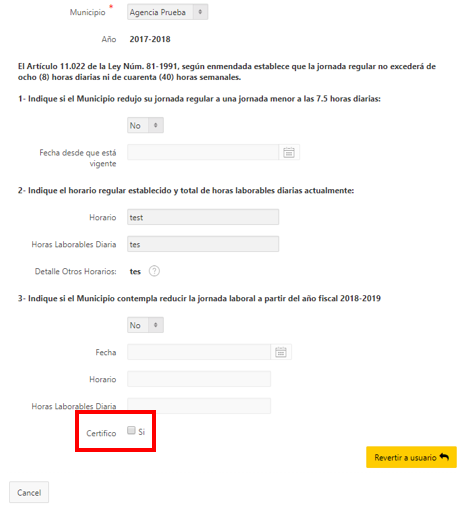 Municipio * Agencia Prueba
Año 2017-2018
El Artículo 11.022 de la Ley Núm. 81-1991, según enmendada establece que la jornada regular no excederá de
ocho (8) horas diarias ni de cuarenta (40) horas semanales.
1- Indique si el Municipio redujo su jornada regular a una jornada menor a las 7.5 horas diarias:
No
Fecha desde que está
vigente
2- Indique el horario regular establecido y total de horas laborables diarias actualmente:
Horario test
Horas Laborables Diaria tes
Detalle Otros Horarios: tes ?
3- Indique si el Municipio contempla reducir la jornada laboral a partir del año fiscal 2018-2019
No
Fecha
Horario
Horas Laborables Diaria
Certifico Si
Revertir a usuario
Cancel